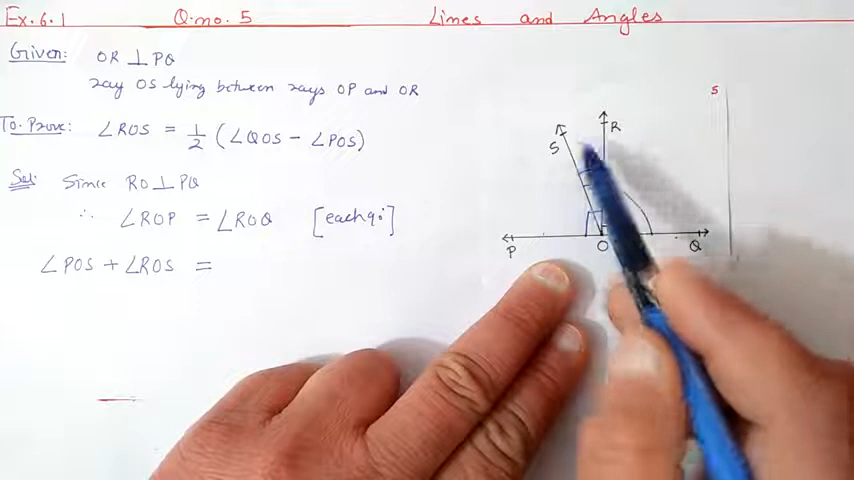 Ex. 6.1 Q.no. 5 Lines and Angles
Given: OR ⊥ PQ
ray OS lying between rays OP and OR
To Prove: ∠ROS = 1/2 (∠QOS − ∠POS)
Sol: Since RO ⊥ PQ
∴ ∠ROP = ∠ROQ [each 90°]
∠POS + ∠ROS =
S
R
S
P O Q